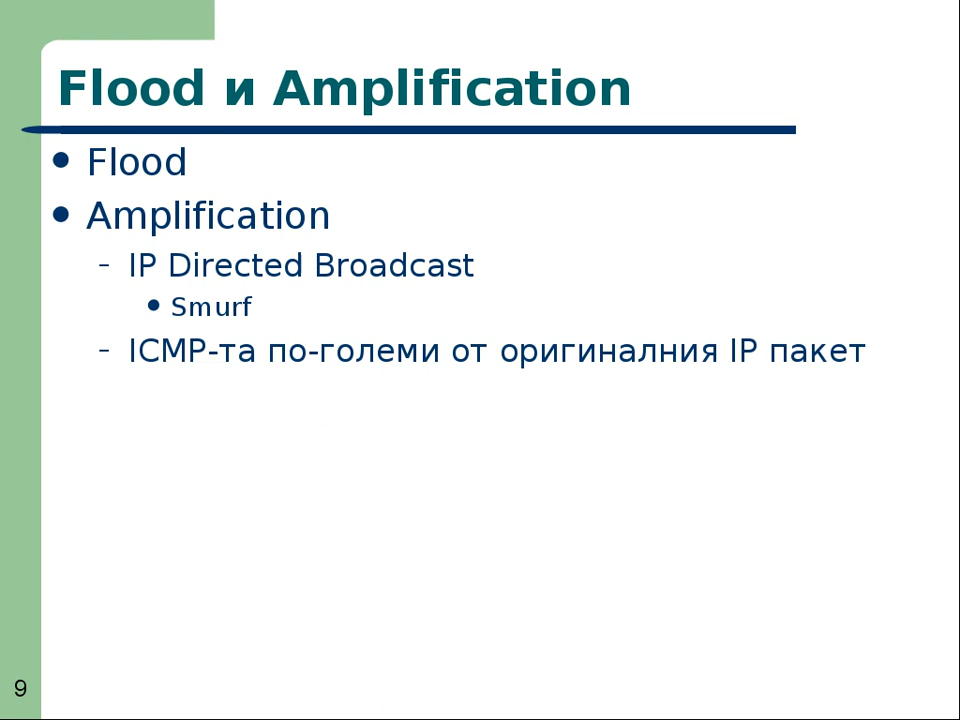 Flood и Amplification
Flood
Amplification
– IP Directed Broadcast
Smurf
– ICMP-та по-големи от оригиналния IP пакет
9